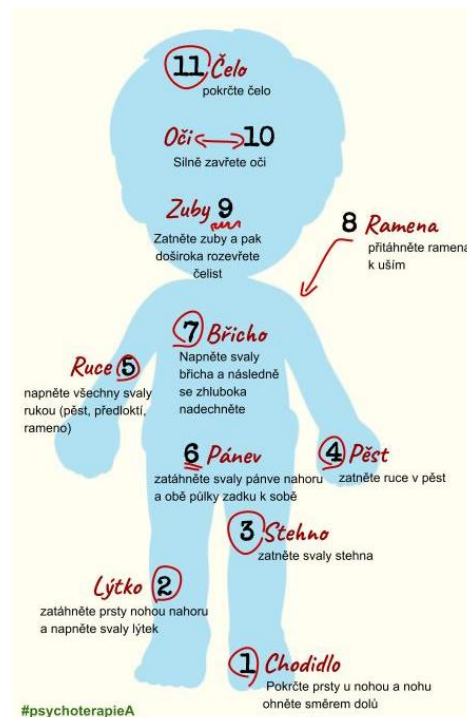 11 Čelo
pokrčte čelo
Oči 10
Silně zavřete oči
Zuby 9
Zatněte zuby a pak
doširoka rozevřete
čelist
8 Ramena
přitáhněte ramena
k uším
7 Břicho
Napněte svaly
břicha a následně
se zhluboka
nadechněte
Ruce 5
napněte všechny svaly
rukou (pěst, předloktí,
rameno)
6 Pánev
zatáhněte svaly pánve nahoru
a obě půlky zadku k sobě
4 Pěst
zatněte ruce v pěst
3 Stehno
zatněte svaly stehna
Lýtko 2
zatáhněte prsty nohou nahoru
a napněte svaly lýtek
1 Chodidlo
Pokrčte prsty u nohou a nohu
ohněte směrem dolů
#psychoterapieA